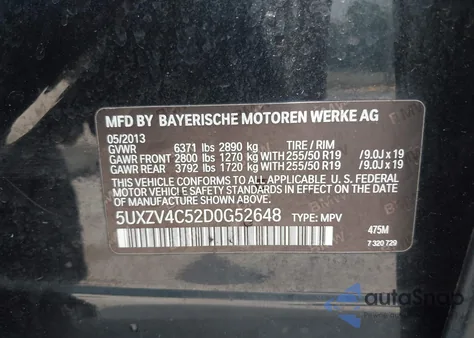 MFD BY BAYERISCHE MOTOREN WERKE AG
05/2013
GVWR 6371 lbs 2890 kg TIRE / RIM
GAWR FRONT 2800 lbs 1270 kg WITH 255/50 R19 /9.0J x 19
GAWR REAR 3792 lbs 1720 kg WITH 255/50 R19 /9.0J x 19
THIS VEHICLE CONFORMS TO ALL APPLICABLE U.S. FEDERAL MOTOR
VEHICLE SAFETY STANDARDS IN EFFECT ON THE DATE
OF MANUFACTURE SHOWN ABOVE.
5UXZV4C52D0G52648 TYPE: MPV
475M
7 320 729
autoSnap